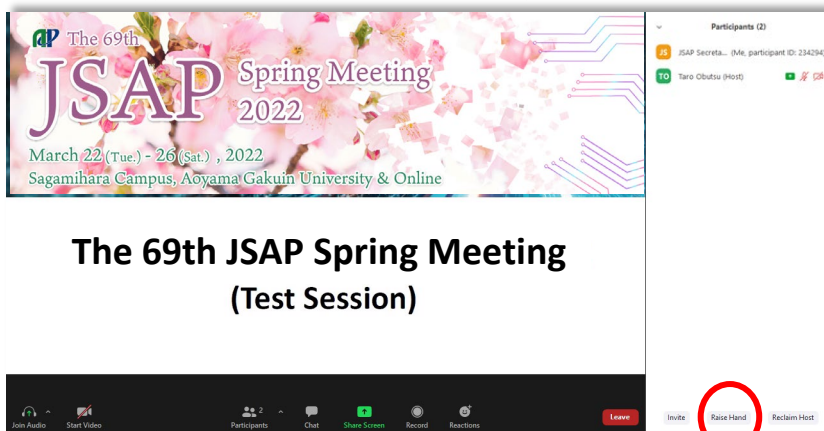 The 69th
JSAP
Spring Meeting
2022
March 22 (Tue.) - 26 (Sat.) , 2022
Sagamihara Campus, Aoyama Gakuin University & Online
The 69th JSAP Spring Meeting
(Test Session)
Join Audio
Start Video
2
Participants
Chat
Share Screen
Record
Reactions
Leave
Participants (2)
JS JSAP Secreta... (Me, participant ID: 234294)
TO Taro Obutsu (Host)
Invite
Raise Hand
Reclaim Host